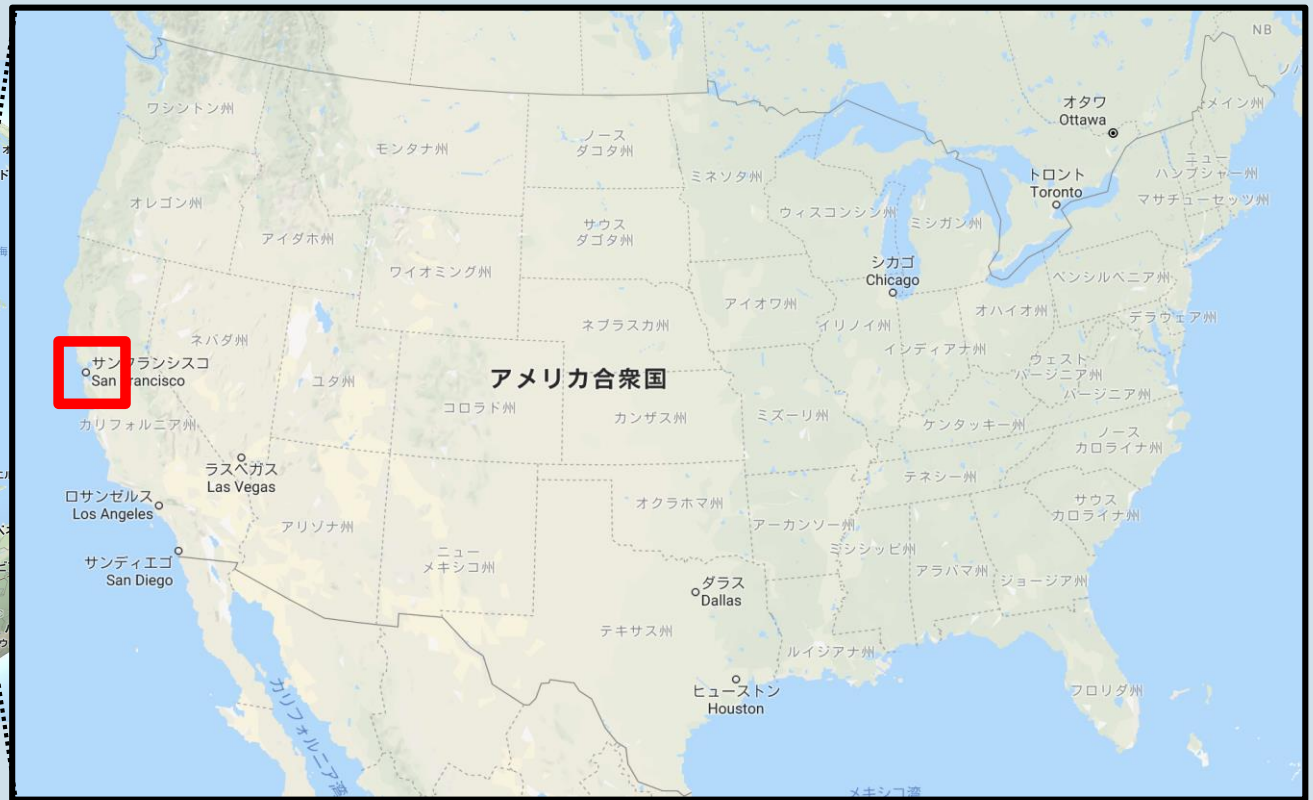 NB
オタワ
Ottawa
メイン州
ワシントン州
モンタナ州
ノース
ダコタ州
ミネソタ州
トロント
Toronto
ニュー
ハンプシャー州
マサチューセッツ州
オレゴン州
アイダホ州
サウス
ダコタ州
ウィスコンシン州
ミシガン州
ワイオミング州
シカゴ
Chicago
ペンシルベニア州
アイオワ州
オハイオ州
デラウェア州
ネブラスカ州
イリノイ州
ネバダ州
インディアナ州
サンフランシスコ
San Francisco
ユタ州
アメリカ合衆国
ウェスト
バージニア州
バージニア州
コロラド州
カンザス州
ミズーリ州
ケンタッキー州
カリフォルニア州
ノース
カロライナ州
ラスベガス
Las Vegas
テネシー州
ロサンゼルス
Los Angeles
アリゾナ州
オクラホマ州
アーカンソー州
サウス
カロライナ州
サンディエゴ
San Diego
ニュー
メキシコ州
ミシシッピ州
アラバマ州
ジョージア州
ダラス
Dallas
テキサス州
ルイジアナ州
ヒューストン
Houston
フロリダ州
カリフォルニア湾
メキシコ湾